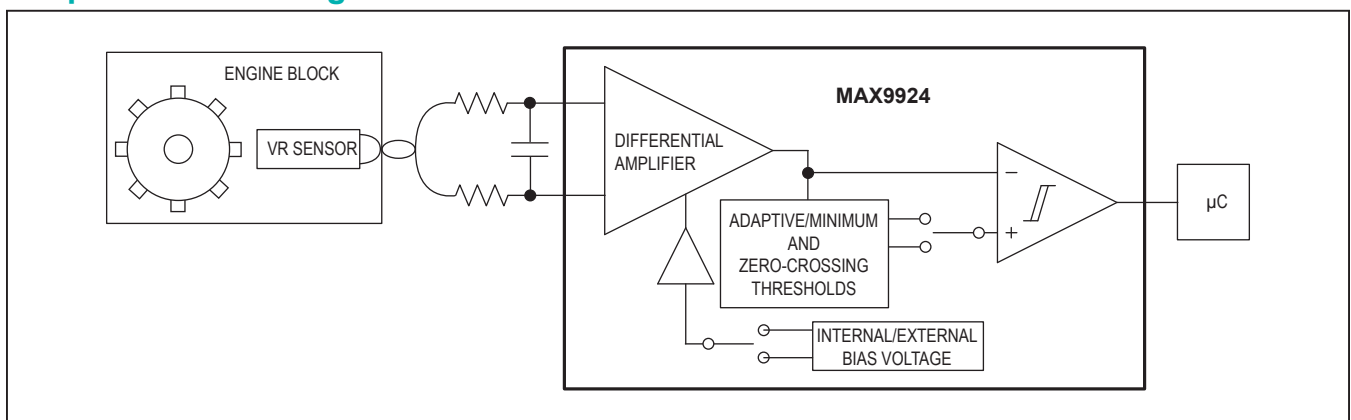 ENGINE BLOCK
VR SENSOR
MAX9924
DIFFERENTIAL
AMPLIFIER
−
+
ADAPTIVE/MINIMUM
AND
ZERO-CROSSING
THRESHOLDS
INTERNAL/EXTERNAL
BIAS VOLTAGE
µC